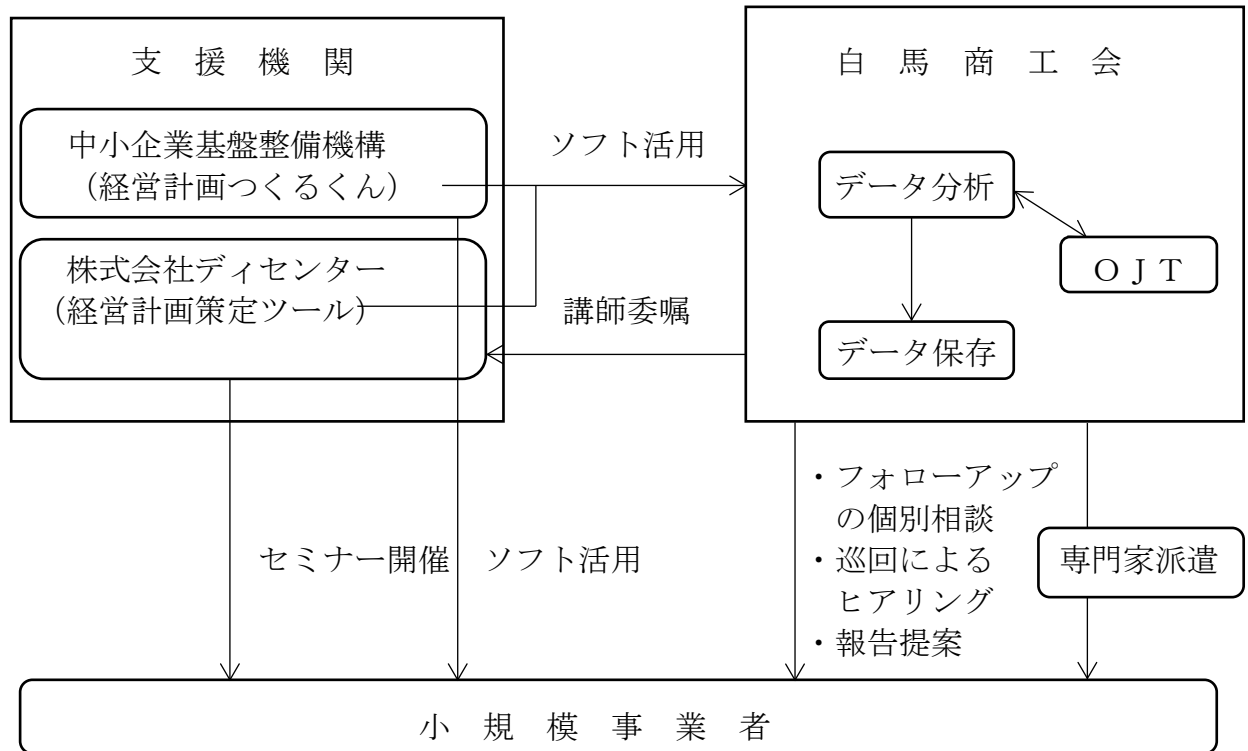 支 援 機 関
中小企業基盤整備機構
(経営計画つくるくん)
株式会社ディセンター
(経営計画策定ツール)
ソフト活用
講師委嘱
白 馬 商 工 会
データ分析
OJT
データ保存
セミナー開催
ソフト活用
・フォローアップ
の個別相談
・巡回による
ヒアリング
・報告提案
専門家派遣
小 規 模 事 業 者